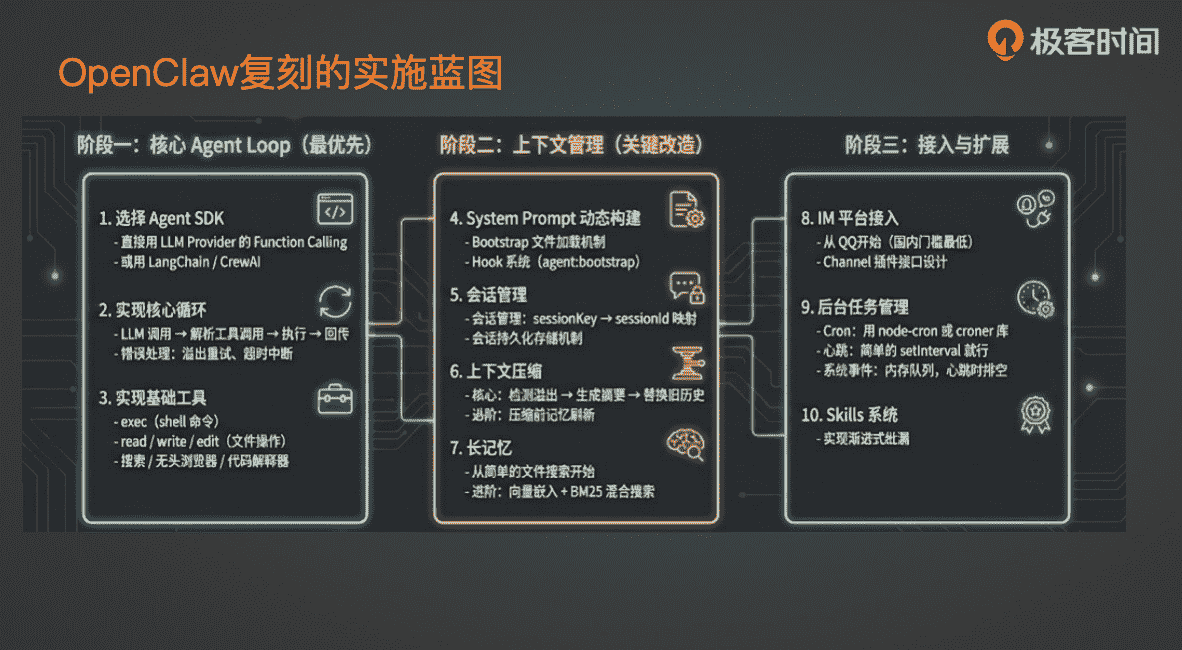 极客时间
OpenClaw复刻的实施蓝图
阶段一：核心 Agent Loop（最优先）
1. 选择 Agent SDK
- 直接用 LLM Provider 的 Function Calling
- 或用 LangChain / CrewAI
2. 实现核心循环
- LLM 调用 → 解析工具调用 → 执行 → 回传
- 错误处理：溢出重试、超时中断
3. 实现基础工具
- exec（shell 命令）
- read / write / edit（文件操作）
- 搜索 / 无头浏览器 / 代码解释器
阶段二：上下文管理（关键改造）
4. System Prompt 动态构建
- Bootstrap 文件加载机制
- Hook 系统（agent:bootstrap）
5. 会话管理
- 会话管理：sessionKey → sessionId 映射
- 会话持久化存储机制
6. 上下文压缩
- 核心：检测溢出 → 生成摘要 → 替换旧历史
- 进阶：压缩前记忆刷新
7. 长记忆
- 从简单的文件搜索开始
- 进阶：向量嵌入 + BM25 混合搜索
阶段三：接入与扩展
8. IM 平台接入
- 从 QQ开始（国内门槛最低）
- Channel 插件接口设计
9. 后台任务管理
- Cron：用 node-cron 或 croner 库
- 心跳：简单的 setInterval 就行
- 系统事件：内存队列，心跳时排空
10. Skills 系统
- 实现渐进式披漏